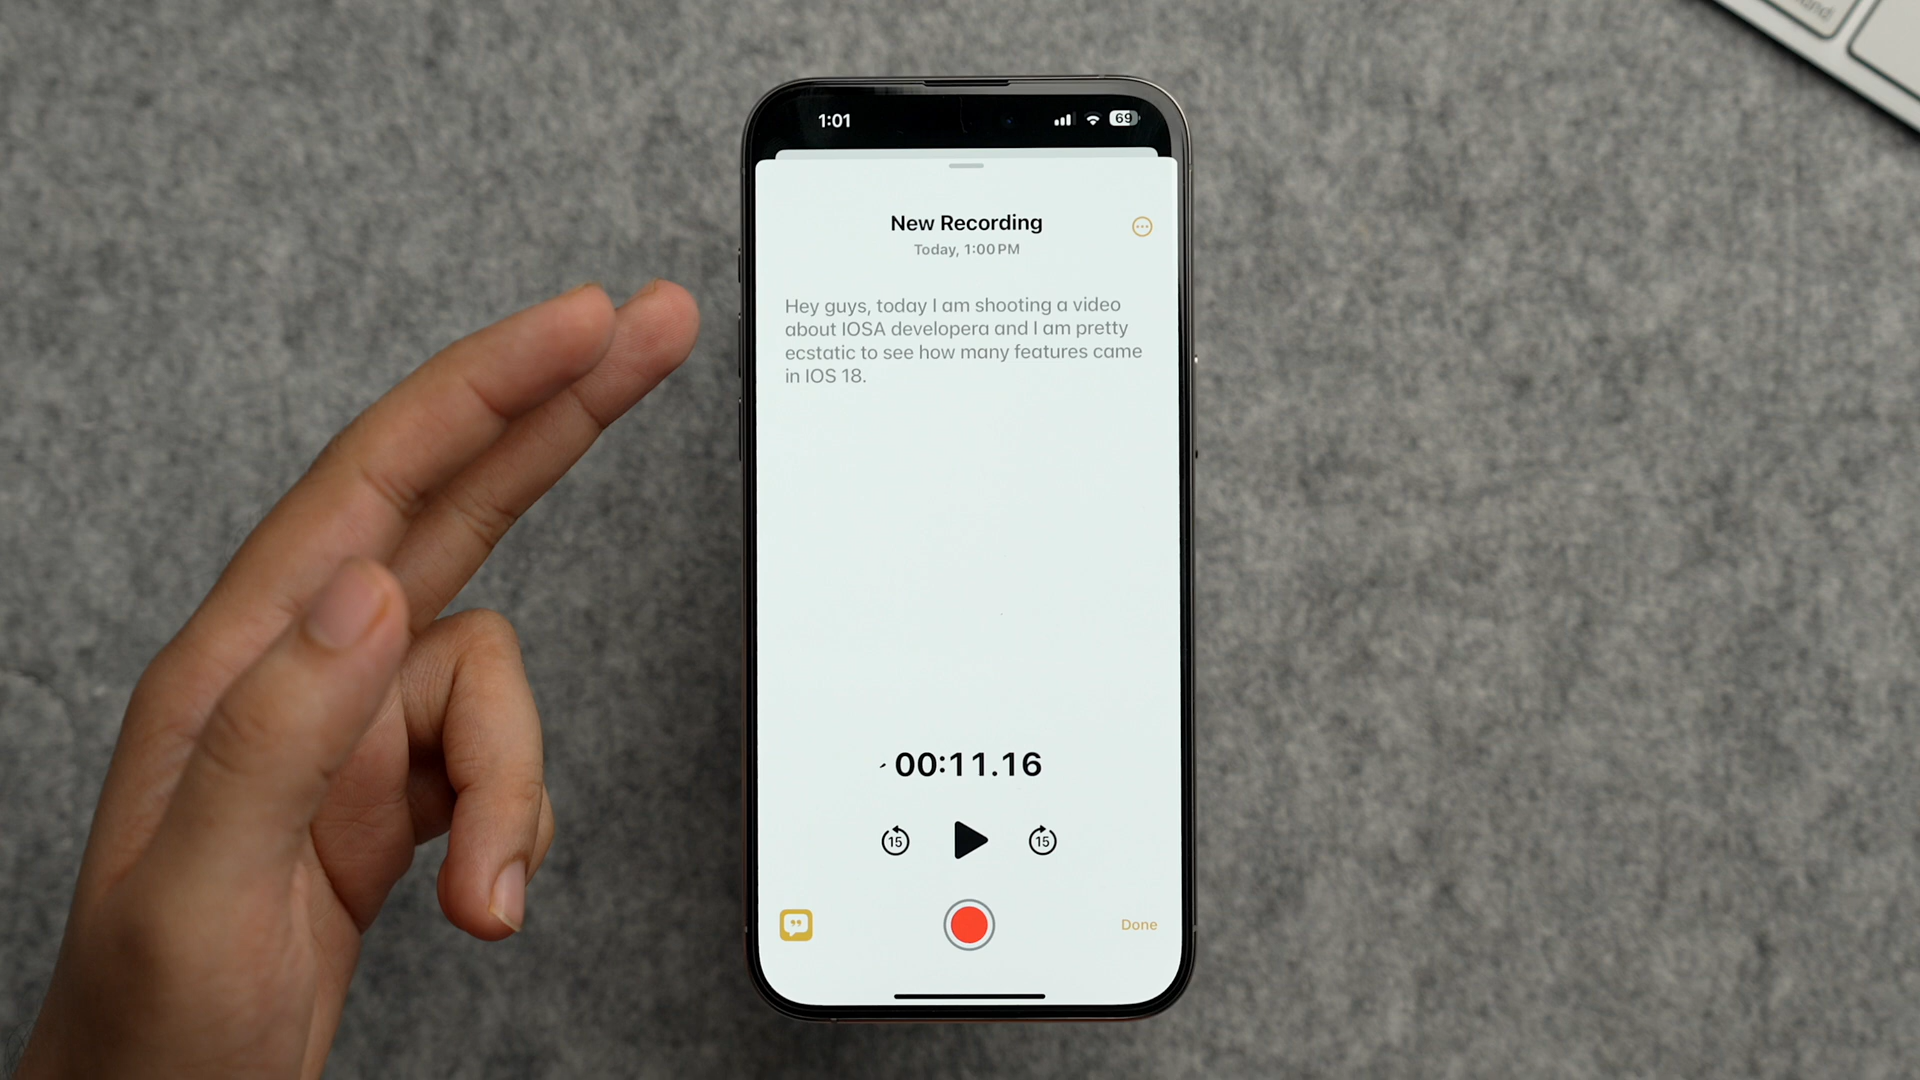 1:01
69
New Recording
Today, 1:00 PM
Hey guys, today I am shooting a video
about IOSA developera and I am pretty
ecstatic to see how many features came
in IOS 18.
00:11.16
15
15
Done